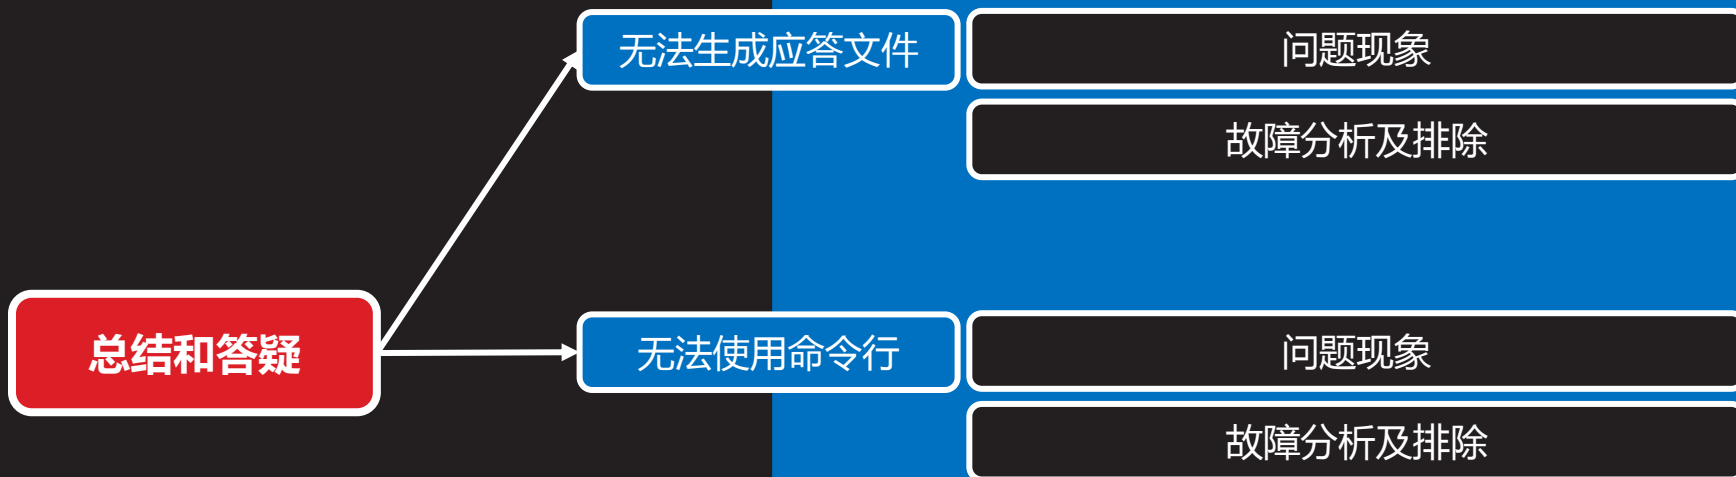 无法生成应答文件
问题现象
故障分析及排除
总结和答疑
无法使用命令行
问题现象
故障分析及排除